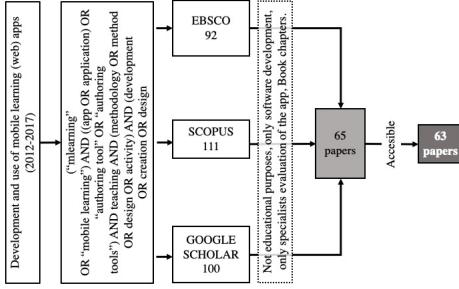 Development and use of mobile learning (web) apps
(2012-2017)
("mlearning"
OR "mobile learning") AND ((app OR application) OR
"authoring tool" OR "authoring
tools") AND teaching AND (methodology OR method
OR design OR activity) AND (development
OR creation OR design
EBSCO
92
SCOPUS
111
GOOGLE
SCHOLAR
100
Not educational purposes, only software development,
only specialists evaluation of the app, Book chapters.
65
papers
Accesible
63
papers